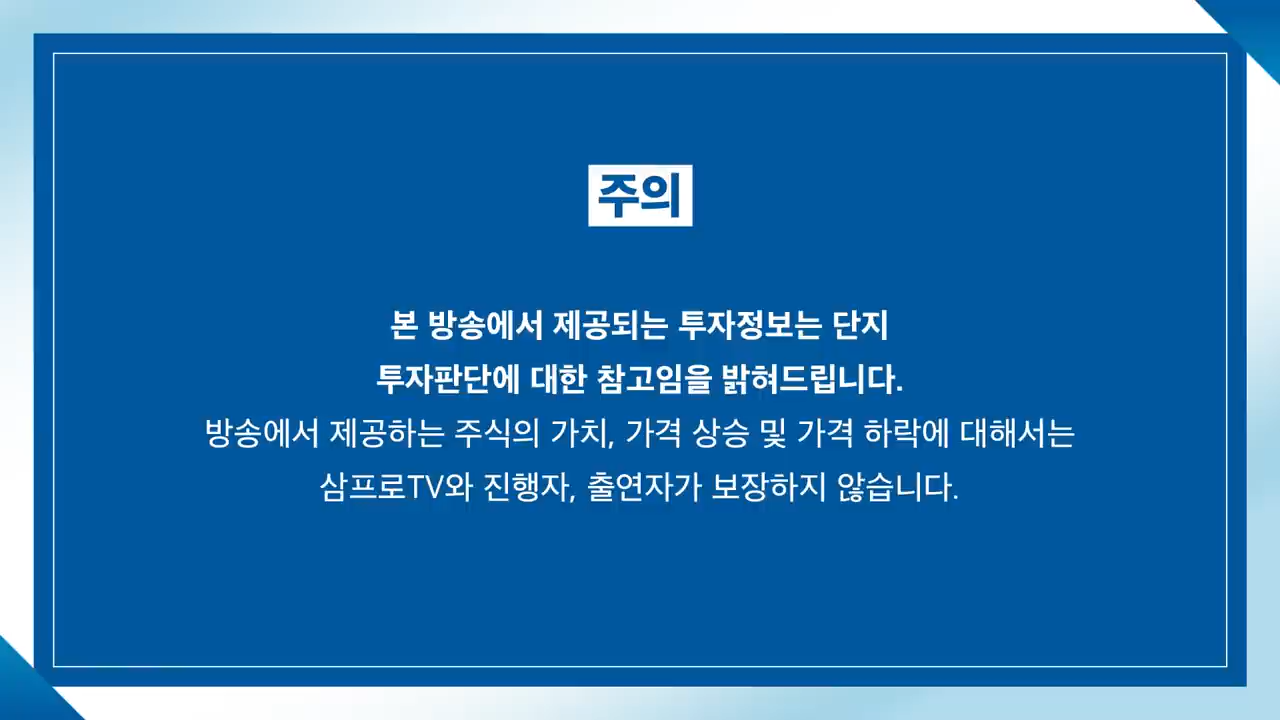 주의
본 방송에서 제공되는 투자정보는 단지
투자판단에 대한 참고임을 밝혀드립니다.
방송에서 제공하는 주식의 가치, 가격 상승 및 가격 하락에 대해서는
삼프로TV와 진행자, 출연자가 보장하지 않습니다.